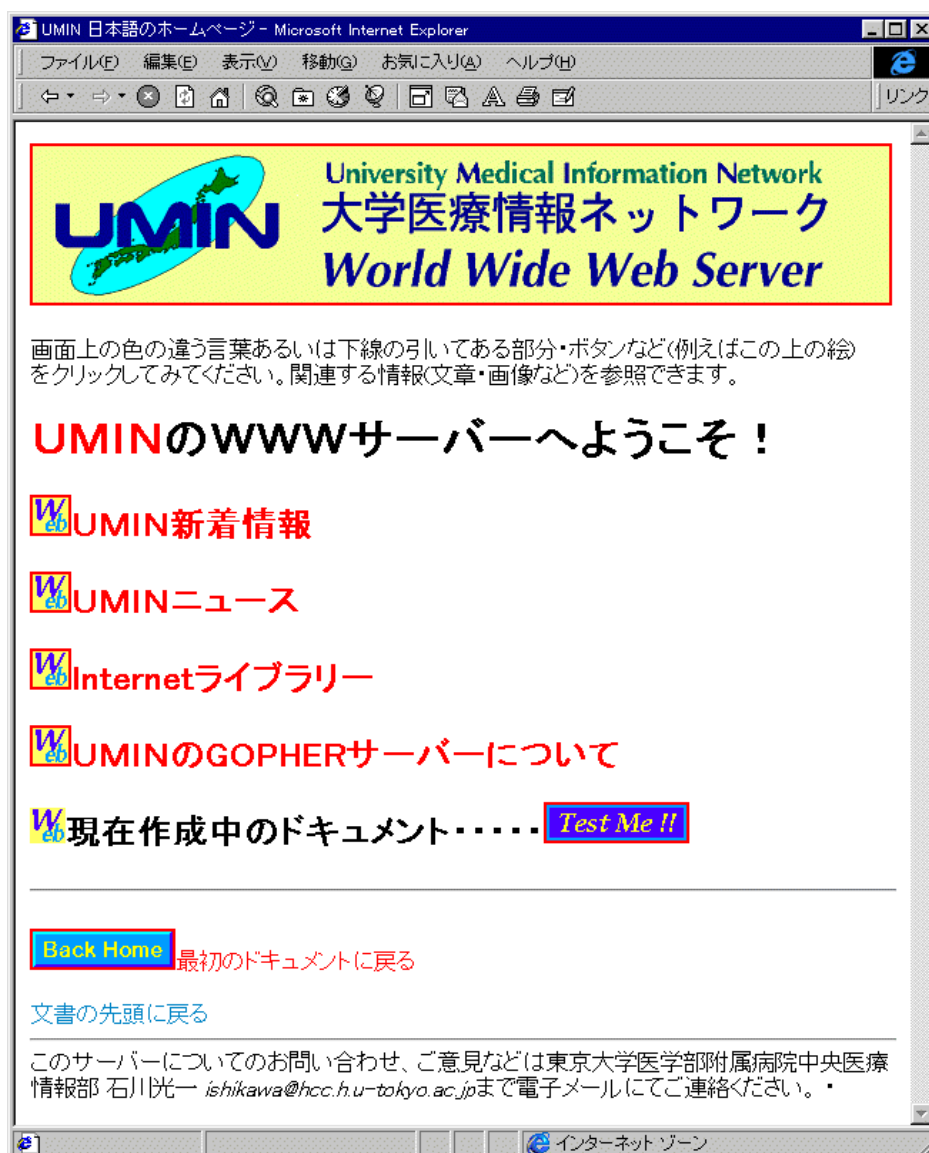 UMIN 日本語のホームページ - Microsoft Internet Explorer
ファイル(F) 編集(E) 表示(V) 移動(G) お気に入り(A) ヘルプ(H)
リンク
UMIN
University Medical Information Network
大学医療情報ネットワーク
World Wide Web Server
画面上の色の違う言葉あるいは下線の引いてある部分・ボタンなど(例えばこの上の絵)
をクリックしてみてください。関連する情報(文章・画像など)を参照できます。
UMINのWWWサーバーへようこそ！
Web UMIN新着情報
Web UMINニュース
Web Internetライブラリー
Web UMINのGOPHERサーバーについて
Web 現在作成中のドキュメント・・・・・ Test Me !!
Back Home 最初のドキュメントに戻る
文書の先頭に戻る
このサーバーについてのお問い合わせ、ご意見などは東京大学医学部附属病院中央医療
情報部 石川光一 ishikawa@hcc.h.u-tokyo.ac.jpまで電子メールにてご連絡ください。・
インターネット ゾーン